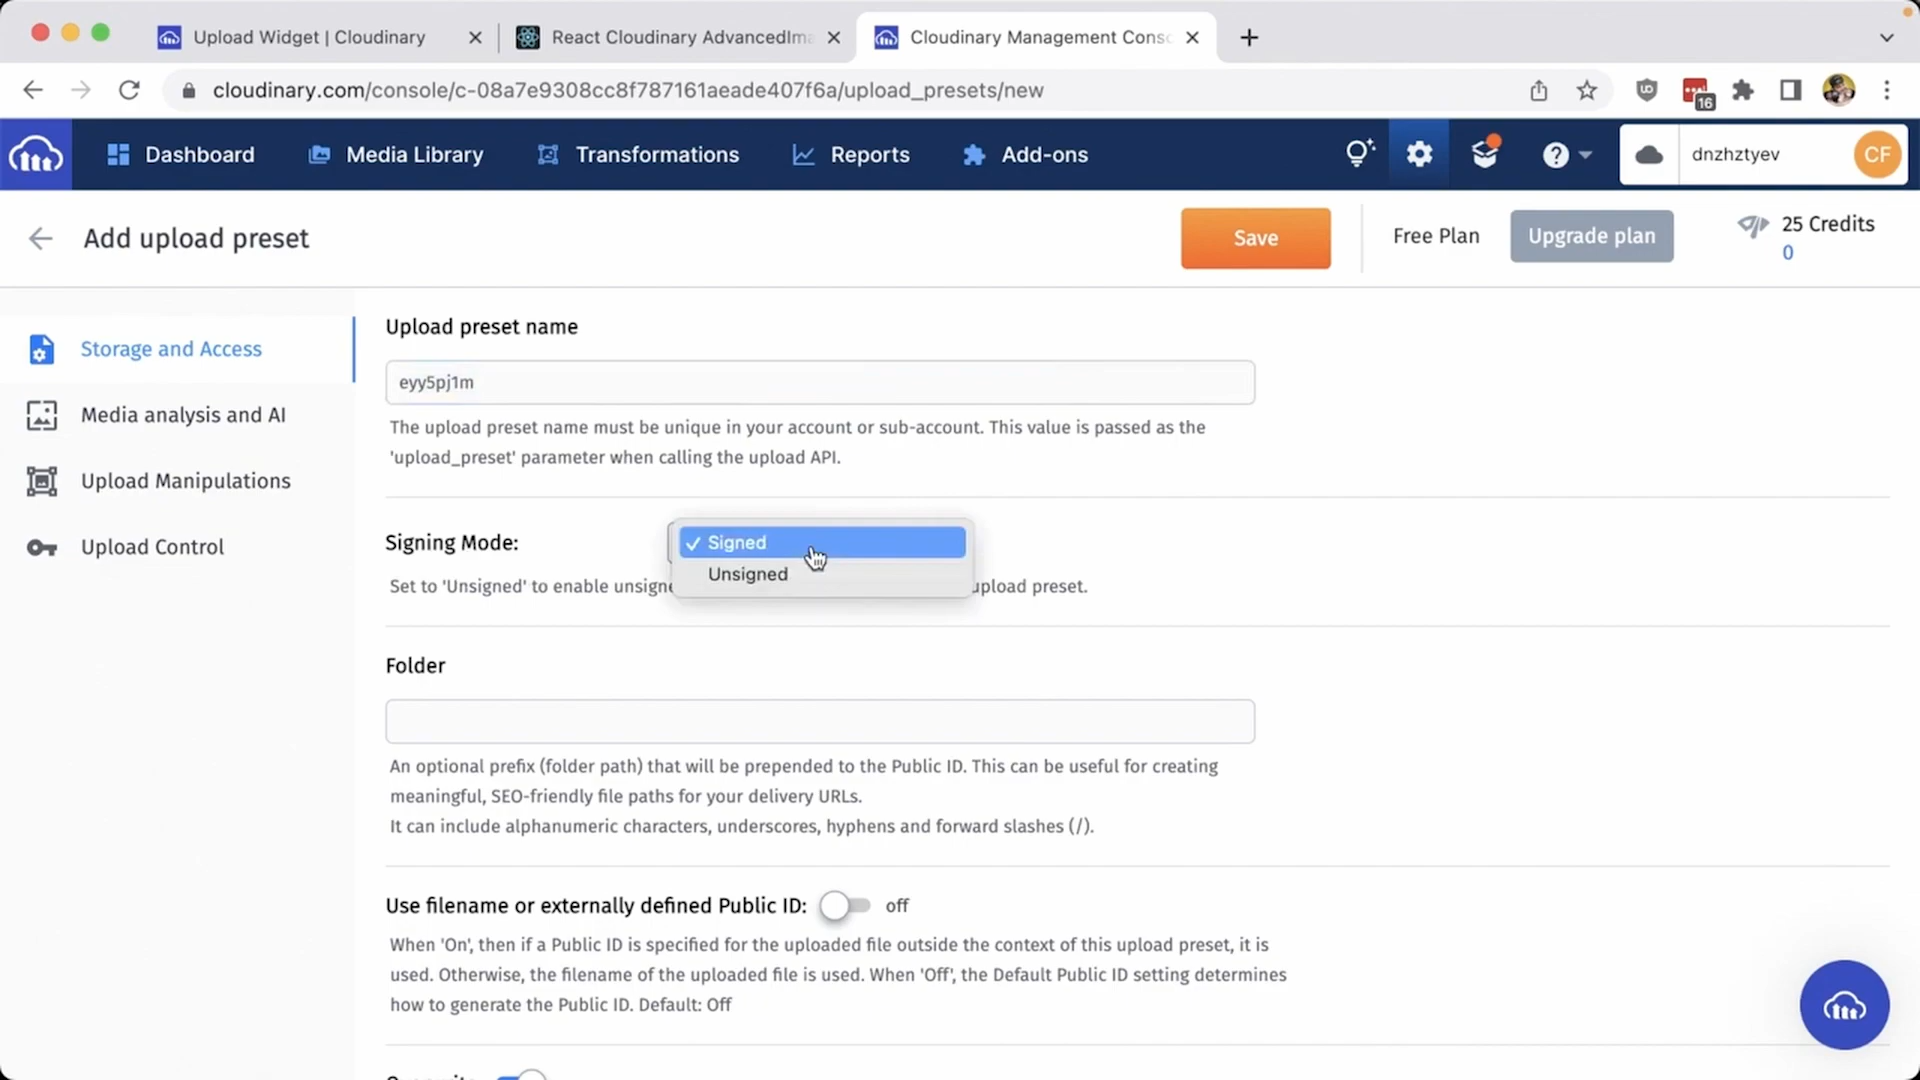 Upload Widget | Cloudinary
React Cloudinary AdvancedIma
Cloudinary Management Conso
cloudinary.com/console/c-08a7e9308cc8f787161aeade407f6a/upload_presets/new
16
Dashboard
Media Library
Transformations
Reports
Add-ons
dnzhztyev
CF
Add upload preset
Save
Free Plan
Upgrade plan
25 Credits
0
Storage and Access
Media analysis and AI
Upload Manipulations
Upload Control
Upload preset name
eyy5pj1m
The upload preset name must be unique in your account or sub-account. This value is passed as the
'upload_preset' parameter when calling the upload API.
Signing Mode:
✓ Signed
Unsigned
Set to 'Unsigned' to enable unsigne upload preset.
Folder
An optional prefix (folder path) that will be prepended to the Public ID. This can be useful for creating
meaningful, SEO-friendly file paths for your delivery URLs.
It can include alphanumeric characters, underscores, hyphens and forward slashes (/).
Use filename or externally defined Public ID:
off
When 'On', then if a Public ID is specified for the uploaded file outside the context of this upload preset, it is
used. Otherwise, the filename of the uploaded file is used. When 'Off', the Default Public ID setting determines
how to generate the Public ID. Default: Off